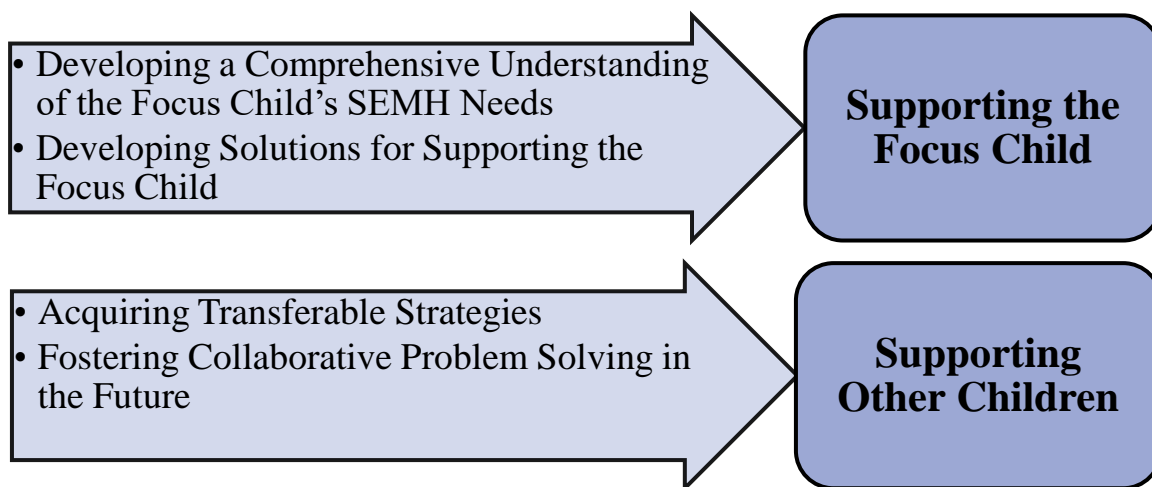 • Developing a Comprehensive Understanding
of the Focus Child's SEMH Needs
• Developing Solutions for Supporting the
Focus Child
Supporting the
Focus Child
• Acquiring Transferable Strategies
• Fostering Collaborative Problem Solving in
the Future
Supporting
Other Children